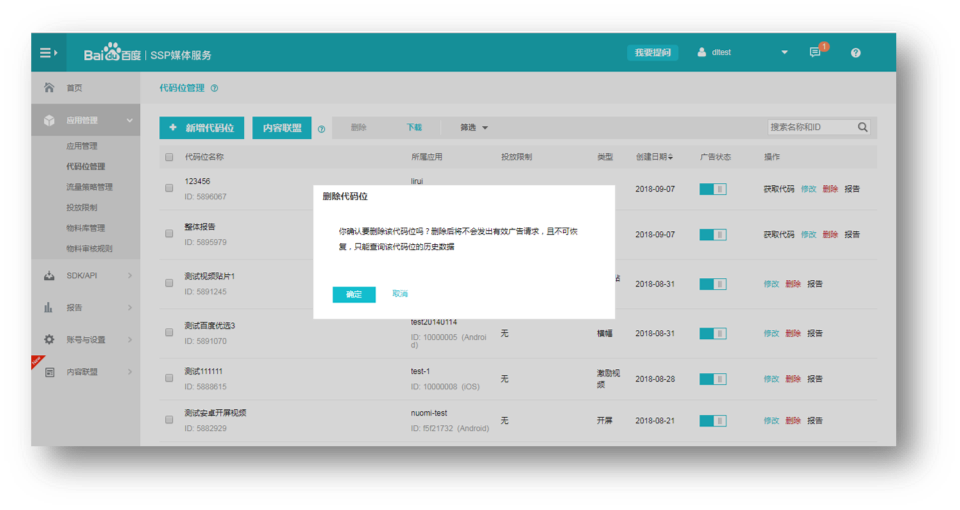 Bai du 百度 | SSP媒体服务
我要提问
dltest
1
首页
应用管理
应用管理
代码位管理
流量策略管理
投放限制
物料库管理
物料审核规则
SDK/API
报告
账号与设置
内容联盟
代码位管理
+ 新增代码位
内容联盟
删除
下载
筛选
搜索名称和ID
代码位名称 所属应用 投放限制 类型 创建日期 广告状态 操作
123456
ID: 5896067
lirui
2018-09-07
获取代码 修改 删除 报告
整体报告
ID: 5895979
2018-09-07
获取代码 修改 删除 报告
测试视频贴片1
ID: 5891245
2018-08-31
修改 删除 报告
测试百度优选3
ID: 5891070
test20140114
ID: 10000005 (Androi
d)
无
横幅
2018-08-31
修改 删除 报告
测试111111
ID: 5888615
test-1
ID: 10000008 (iOS)
无
激励视
频
2018-08-28
修改 删除 报告
测试安卓开屏视频
ID: 5882929
nuomi-test
ID: f5f21732 (Android)
无
开屏
2018-08-21
修改 删除 报告
删除代码位
你确认要删除该代码位吗？删除后将不会发出有效广告请求，且不可恢
复，只能查询该代码位的历史数据
确定
取消